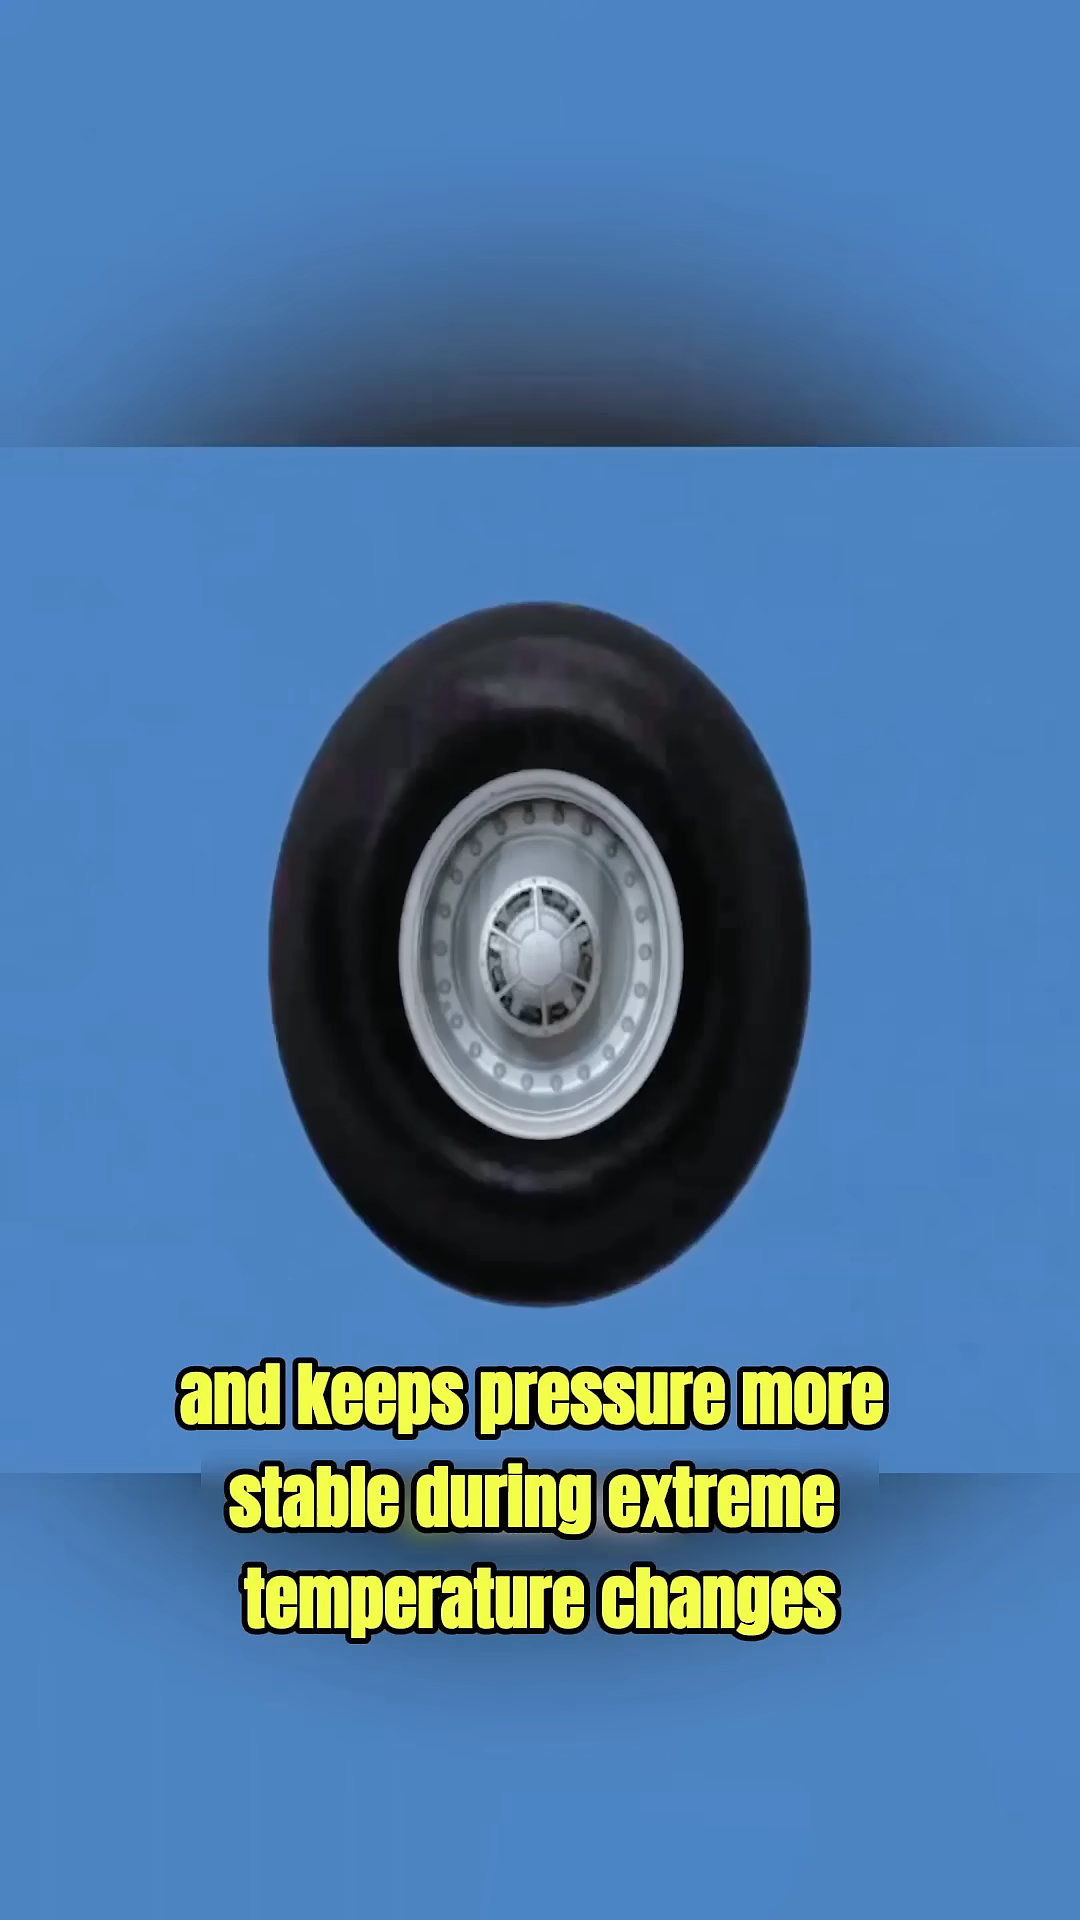 and keeps pressure more
stable during extreme
temperature changes